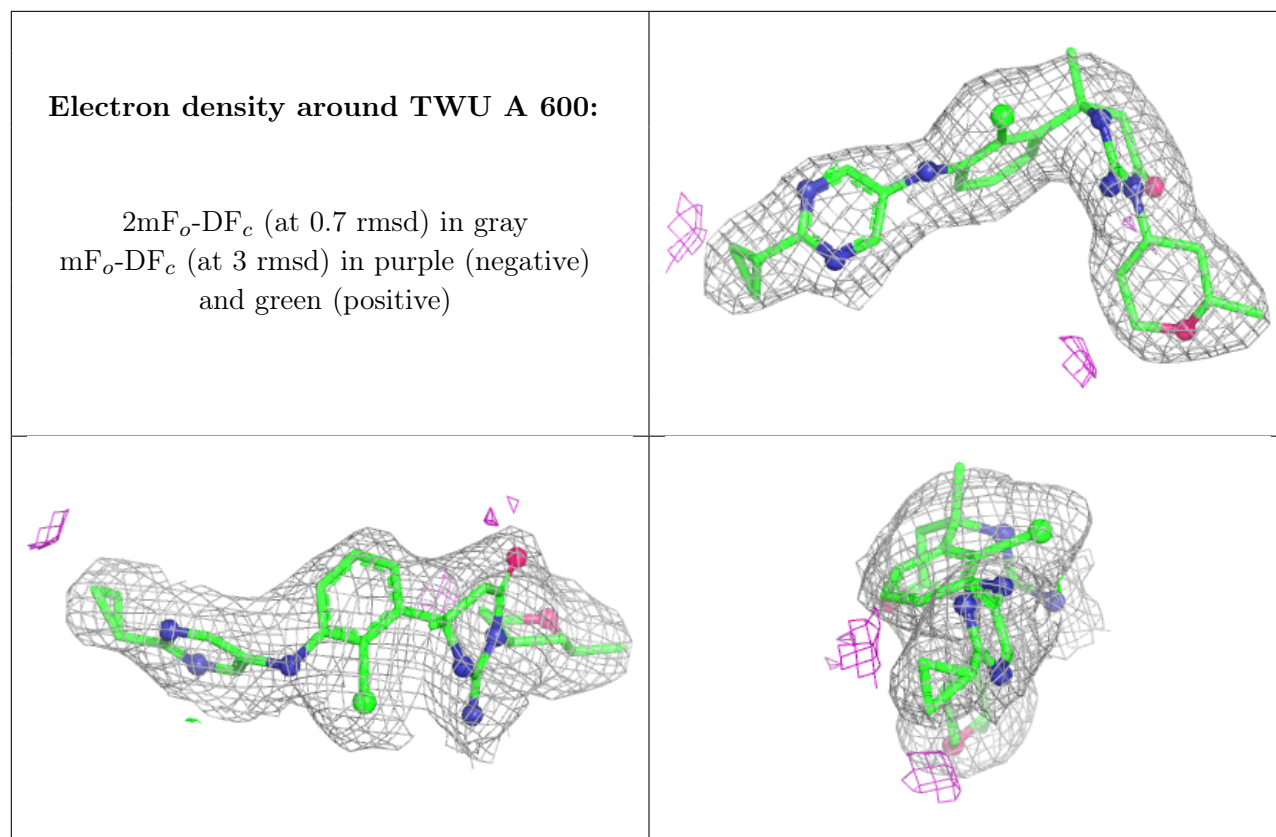 Electron density around TWU A 600:
2mFo-DFc (at 0.7 rmsd) in gray
mFo-DFc (at 3 rmsd) in purple (negative)
and green (positive)